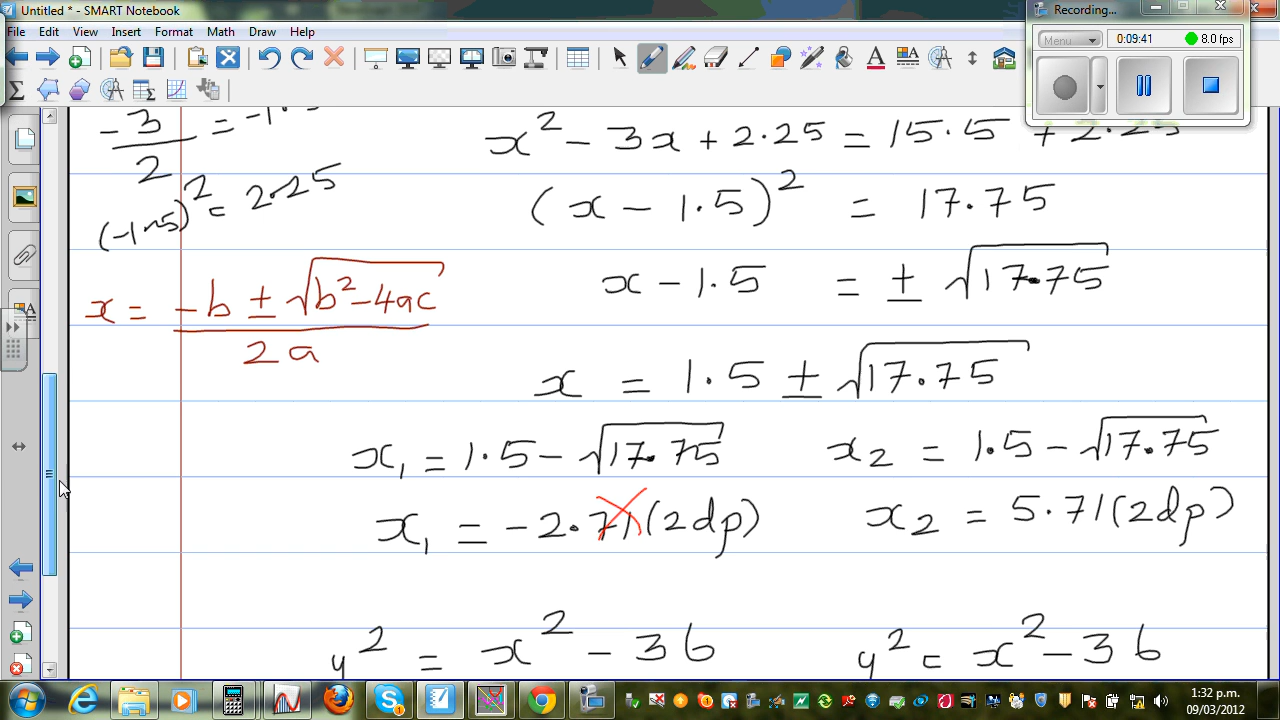 Untitled * - SMART Notebook
File Edit View Insert Format Math Draw Help
Recording...
Menu 0:09:41 8.0 fps
-3/2 = -1.5
(-1.5)² = 2.25
x² - 3x + 2.25 = 15.5 + 2.25
(x - 1.5)² = 17.75
x - 1.5 = ± √17.75
x = -b ± √b² - 4ac / 2a
x = 1.5 ± √17.75
x₁ = 1.5 - √17.75 x₂ = 1.5 - √17.75
x₁ = -2.71 (2dp) x₂ = 5.71 (2dp)
y² = x² - 36 y² = x² - 36
1:32 p.m.
09/03/2012